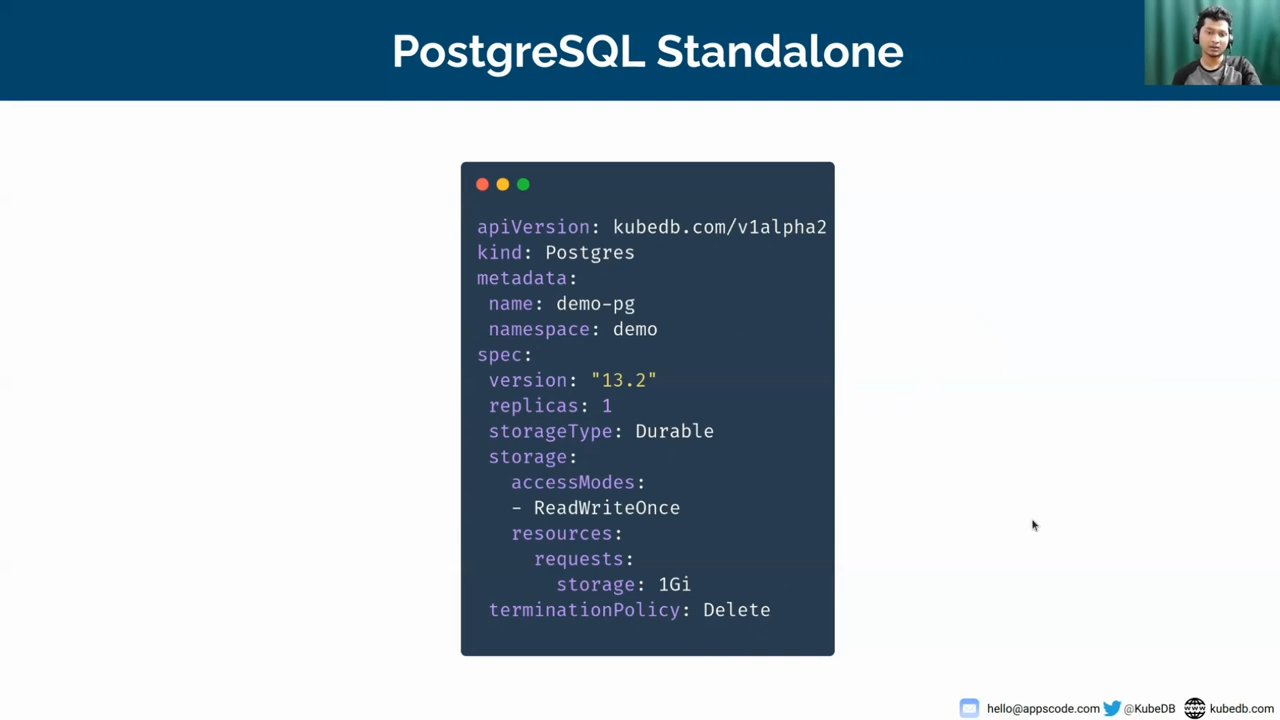 PostgreSQL Standalone
apiVersion: kubedb.com/v1alpha2
kind: Postgres
metadata:
 name: demo-pg
 namespace: demo
spec:
 version: "13.2"
 replicas: 1
 storageType: Durable
 storage:
   accessModes:
   - ReadWriteOnce
   resources:
     requests:
       storage: 1Gi
 terminationPolicy: Delete
hello@appscode.com @KubeDB kubedb.com